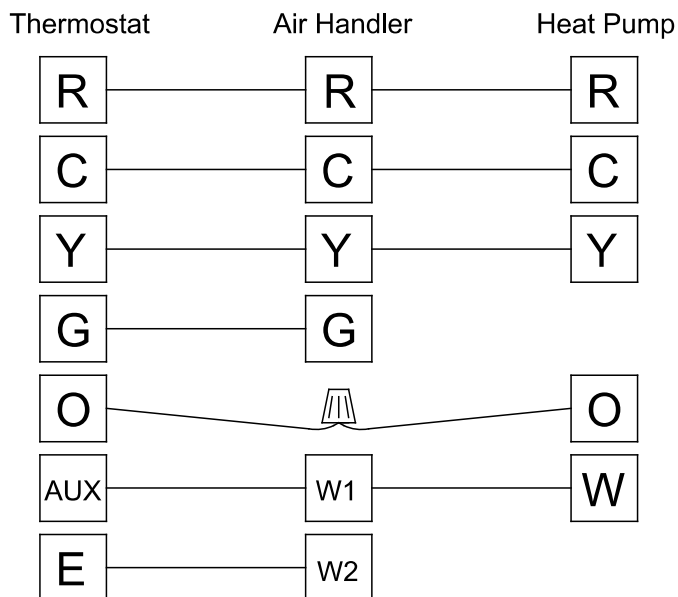 Thermostat Air Handler Heat Pump
R R R
C C C
Y Y Y
G G
O O
AUX W1 W
E W2